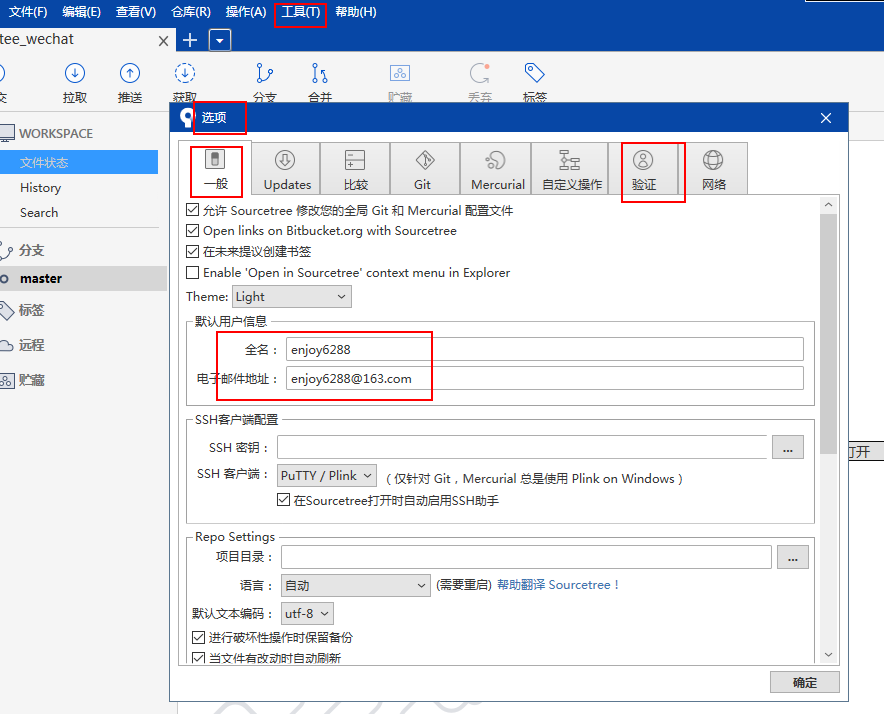 文件(F) 编辑(E) 查看(V) 仓库(R) 操作(A) 工具(T) 帮助(H)
tee_wechat
交 拉取 推送 获取 分支 合并 贮藏 丢弃 标签
选项
WORKSPACE
文件状态
History
Search
分支
master
标签
远程
贮藏
一般 Updates 比较 Git Mercurial 自定义操作 验证 网络
允许 Sourcetree 修改您的全局 Git 和 Mercurial 配置文件
Open links on Bitbucket.org with Sourcetree
在未来提议创建书签
Enable 'Open in Sourcetree' context menu in Explorer
Theme: Light
默认用户信息
全名： enjoy6288
电子邮件地址： enjoy6288@163.com
SSH客户端配置
SSH 密钥： ...
SSH 客户端： PuTTY / Plink （仅针对 Git，Mercurial 总是使用 Plink on Windows）
在Sourcetree打开时自动启用SSH助手
打开
Repo Settings
项目目录： ...
语言： 自动 (需要重启) 帮助翻译 Sourcetree！
默认文本编码： utf-8
进行破坏性操作时保留备份
当文件有改动时自动刷新
确定